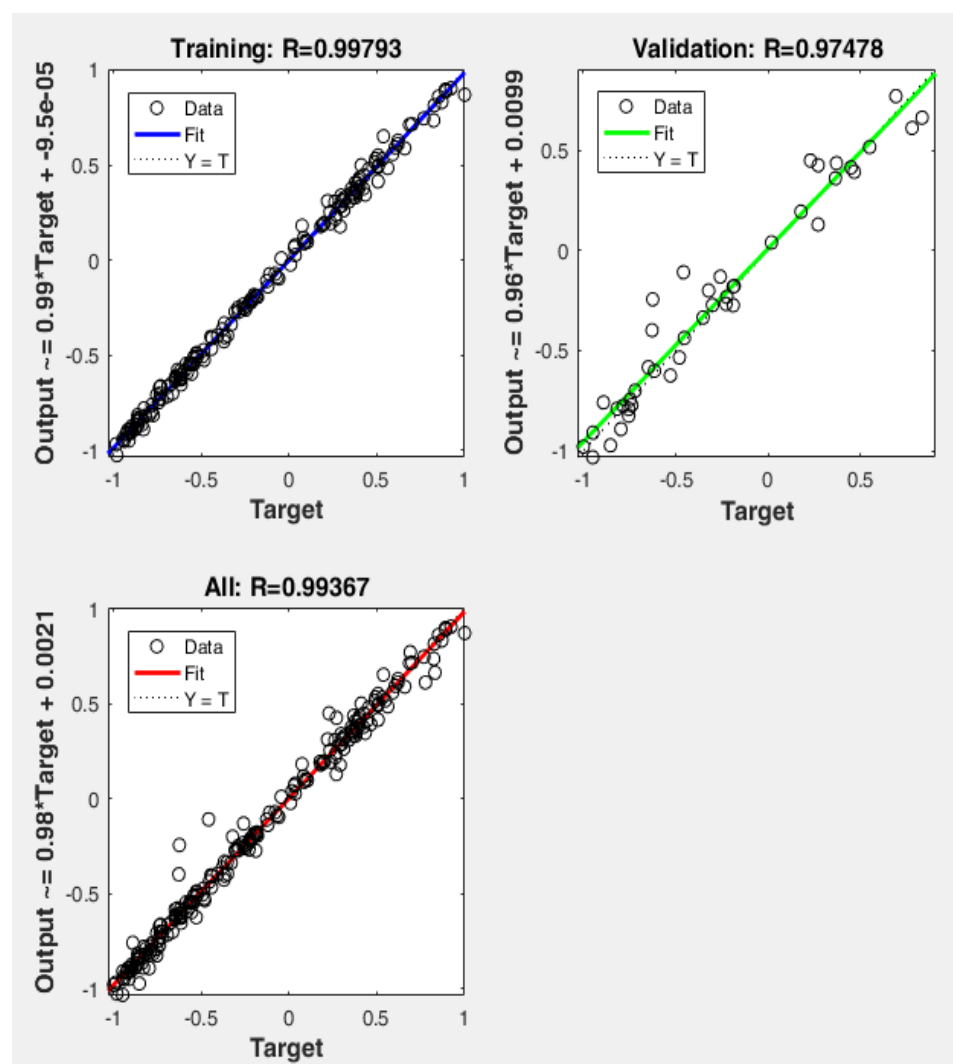 Training: R=0.99793
Output ~= 0.99*Target + -9.5e-05
1
0.5
0
-0.5
-1
Data
Fit
Y = T
-1
-0.5
0
0.5
1
Target
Validation: R=0.97478
Output ~= 0.96*Target + 0.0099
0.5
0
-0.5
-1
Data
Fit
Y = T
-1
-0.5
0
0.5
Target
All: R=0.99367
Output ~= 0.98*Target + 0.0021
1
0.5
0
-0.5
-1
Data
Fit
Y = T
-1
-0.5
0
0.5
1
Target